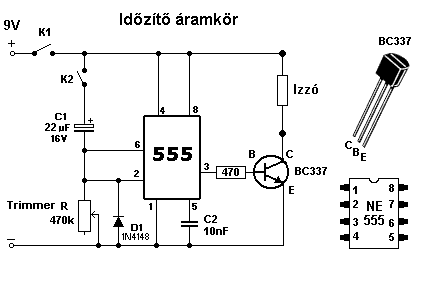 Időzítő áramkör
9V
K1
+
K2
BC337
C1
22 µF
16V
+
Izzó
4
8
6
555
3
470
B
C
BC337
E
2
1
5
Trimmer R
470k
D1
1N4148
C2
10nF
C B E
1
8
2
NE
7
3
555
6
4
5